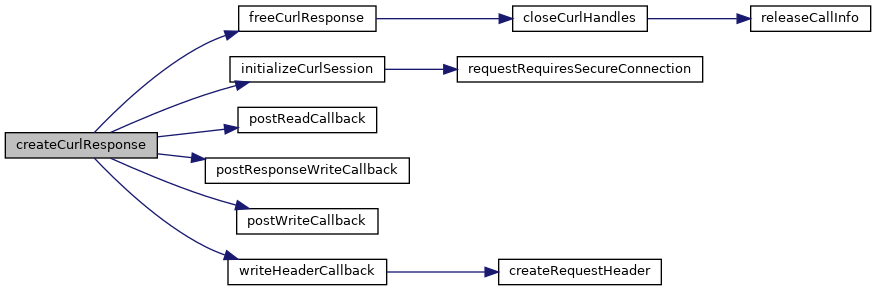 freeCurlResponse
closeCurlHandles
releaseCallInfo
initializeCurlSession
requestRequiresSecureConnection
postReadCallback
createCurlResponse
postResponseWriteCallback
postWriteCallback
writeHeaderCallback
createRequestHeader